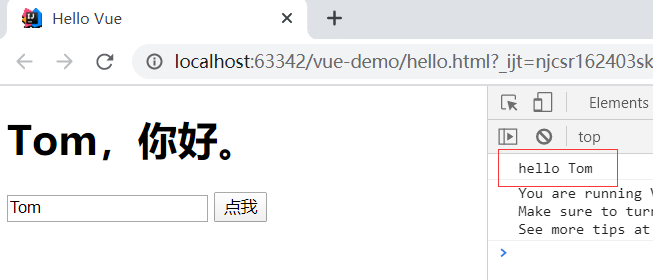 Hello Vue
localhost:63342/vue-demo/hello.html?_ijt=njcsr162403sk
Elements
top
Tom，你好。
Tom 点我
hello Tom
You are running
Make sure to turn
See more tips at